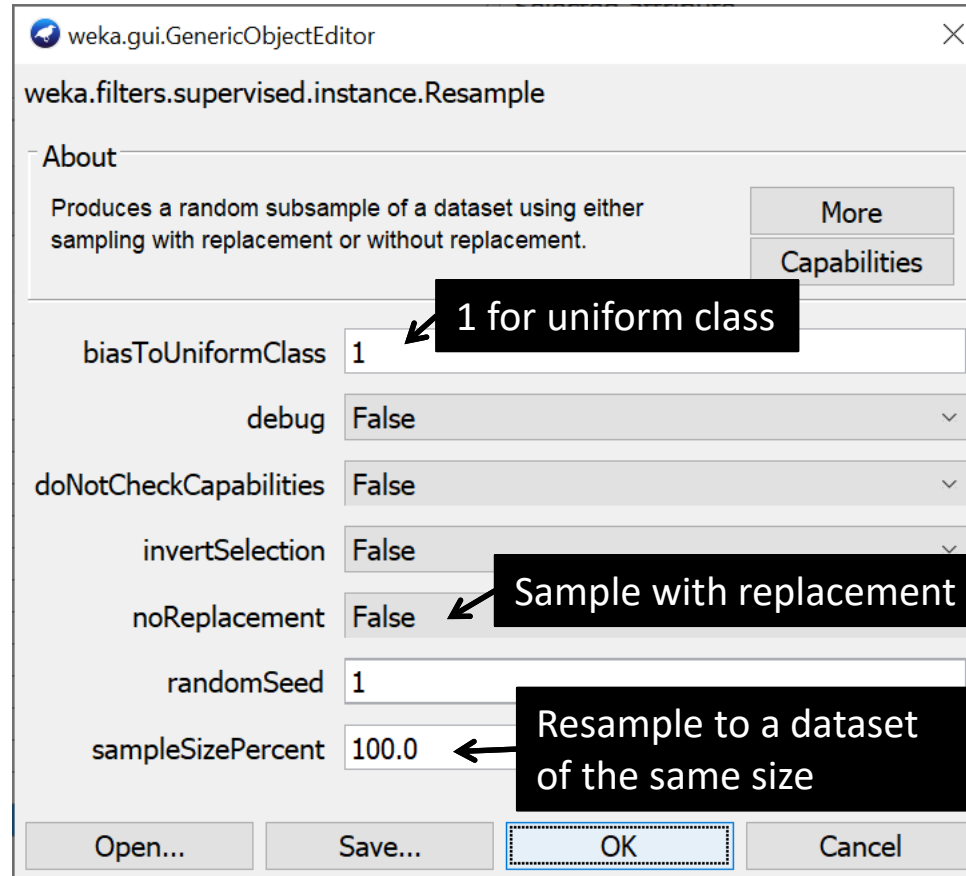 weka.gui.GenericObjectEditor
weka.filters.supervised.instance.Resample
About
Produces a random subsample of a dataset using either
sampling with replacement or without replacement.
More
Capabilities
1 for uniform class
biasToUniformClass 1
debug False
doNotCheckCapabilities False
invertSelection False
Sample with replacement
noReplacement False
randomSeed 1
Resample to a dataset
of the same size
sampleSizePercent 100.0
Open... Save... OK Cancel